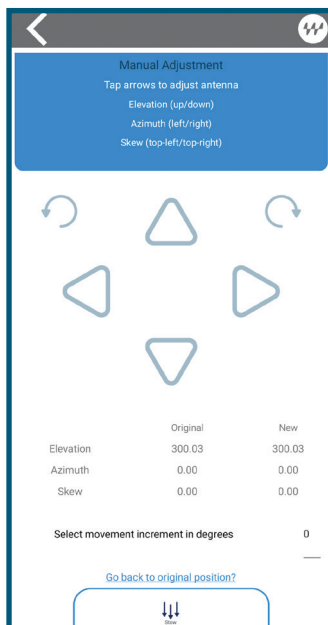 Manual Adjustment
Tap arrows to adjust antenna
Elevation (up/down)
Azimuth (left/right)
Skew (top-left/top-right)
Original New
Elevation 300.03 300.03
Azimuth 0.00 0.00
Skew 0.00 0.00
Select movement increment in degrees 0
Go back to original position?
Stow